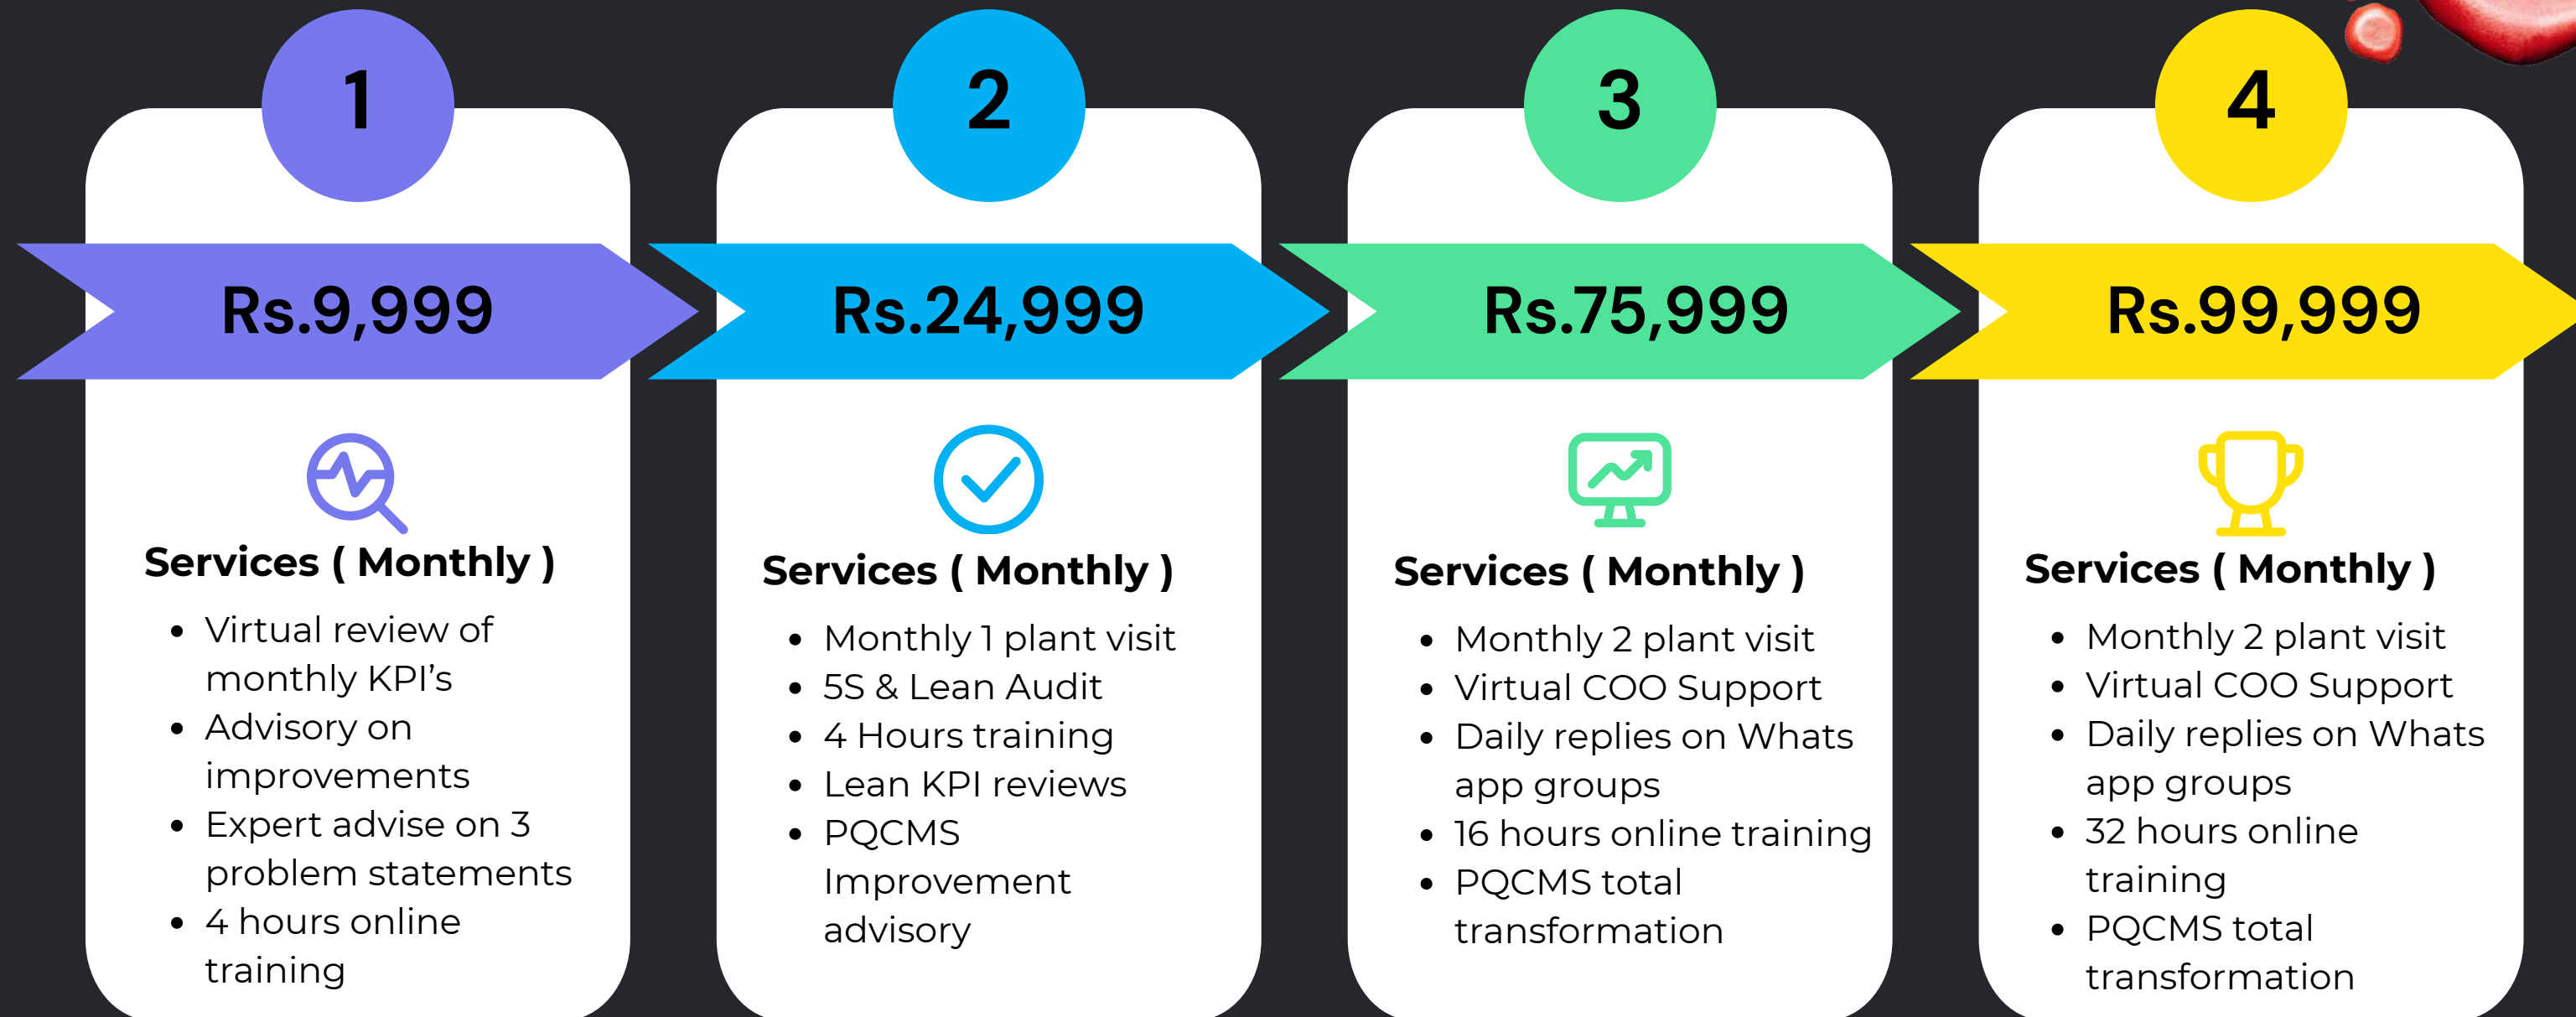 1
Rs.9,999
Services ( Monthly )
• Virtual review of
monthly KPI's
• Advisory on
improvements
• Expert advise on 3
problem statements
• 4 hours online
training
2
Rs.24,999
Services ( Monthly )
• Monthly 1 plant visit
• 5S & Lean Audit
• 4 Hours training
• Lean KPI reviews
• PQCMS
Improvement
advisory
3
Rs.75,999
Services ( Monthly )
• Monthly 2 plant visit
• Virtual COO Support
• Daily replies on Whats
app groups
• 16 hours online training
• PQCMS total
transformation
4
Rs.99,999
Services ( Monthly )
• Monthly 2 plant visit
• Virtual COO Support
• Daily replies on Whats
app groups
• 32 hours online
training
• PQCMS total
transformation